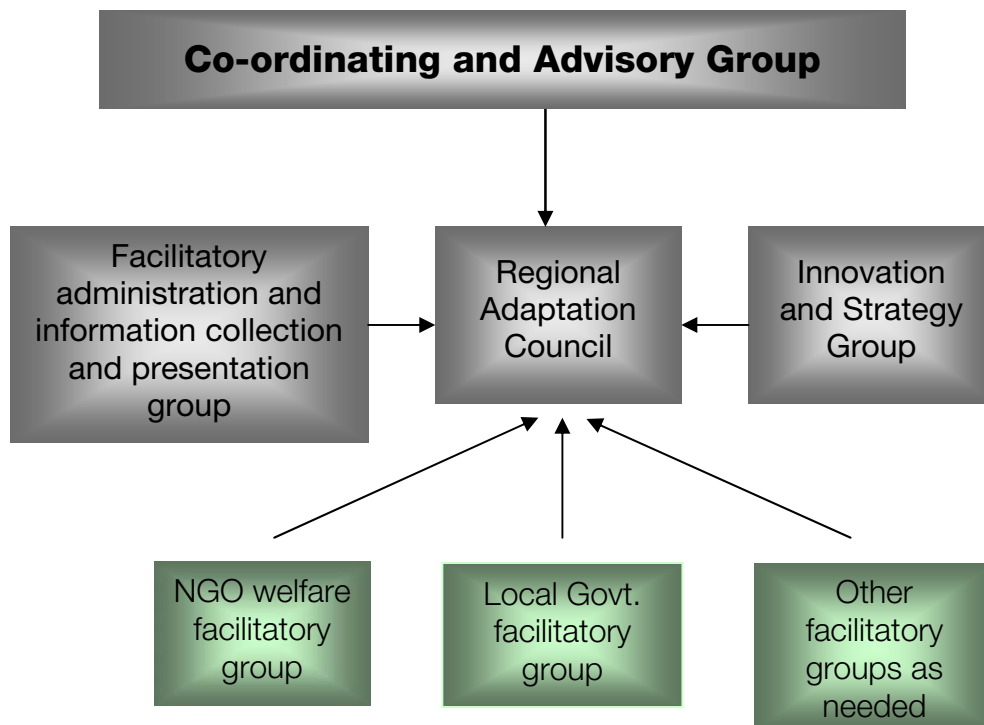 Co-ordinating and Advisory Group
Facilitatory
administration and
information collection
and presentation
group
Regional
Adaptation
Council
Innovation
and Strategy
Group
NGO welfare
facilitatory
group
Local Govt.
facilitatory
group
Other
facilitatory
groups as
needed